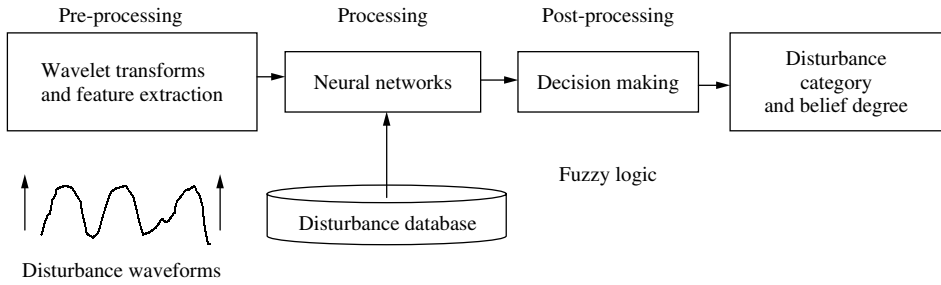 Pre-processing
Processing
Post-processing
Wavelet transforms
and feature extraction
Neural networks
Decision making
Disturbance
category
and belief degree
Fuzzy logic
Disturbance database
Disturbance waveforms